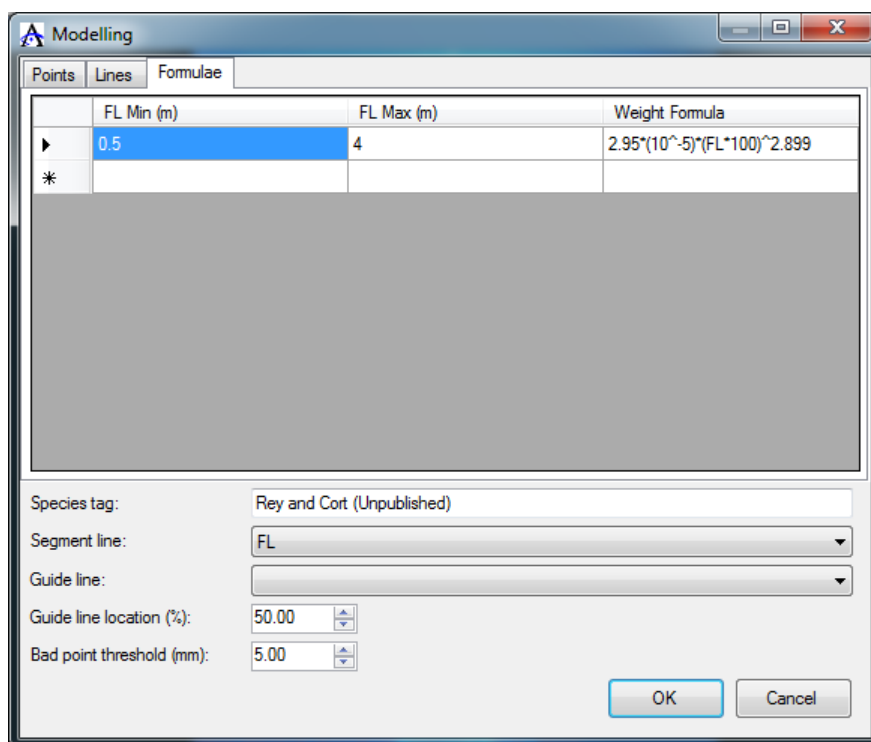 Modelling
Points Lines Formulae
FL Min (m) FL Max (m) Weight Formula
0.5 4 2.95*(10^-5)*(FL*100)^2.899
Species tag: Rey and Cort (Unpublished)
Segment line: FL
Guide line:
Guide line location (%): 50.00
Bad point threshold (mm): 5.00
OK Cancel